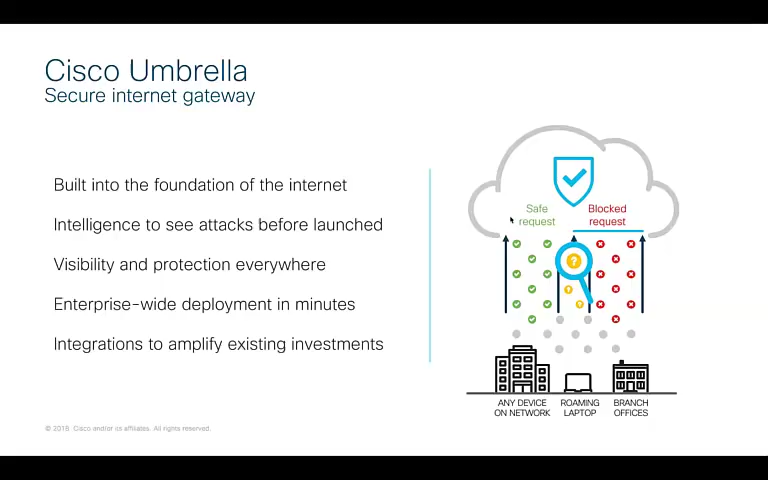 Cisco Umbrella
Secure internet gateway
Built into the foundation of the internet
Intelligence to see attacks before launched
Visibility and protection everywhere
Enterprise-wide deployment in minutes
Integrations to amplify existing investments
Safe
request
Blocked
request
?
?
?
ANY DEVICE
ON NETWORK
ROAMING
LAPTOP
BRANCH
OFFICES
© 2018 Cisco and/or its affiliates. All rights reserved.